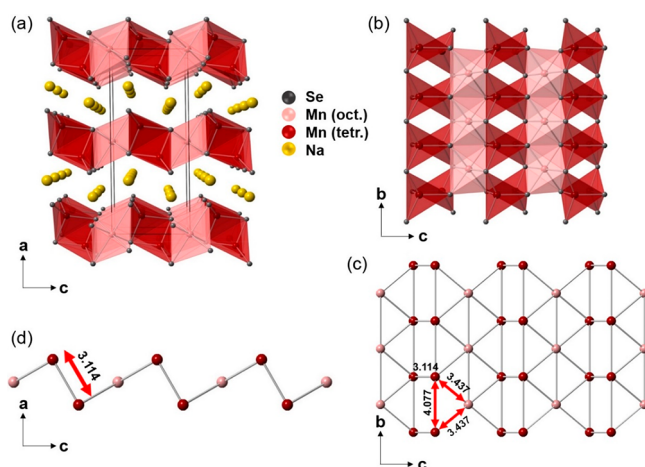 (a)
Se
Mn (oct.)
Mn (tetr.)
Na
a
c
(b)
b
c
(c)
3.114
3.437
4.077
3.437
b
c
(d)
3.114
a
c